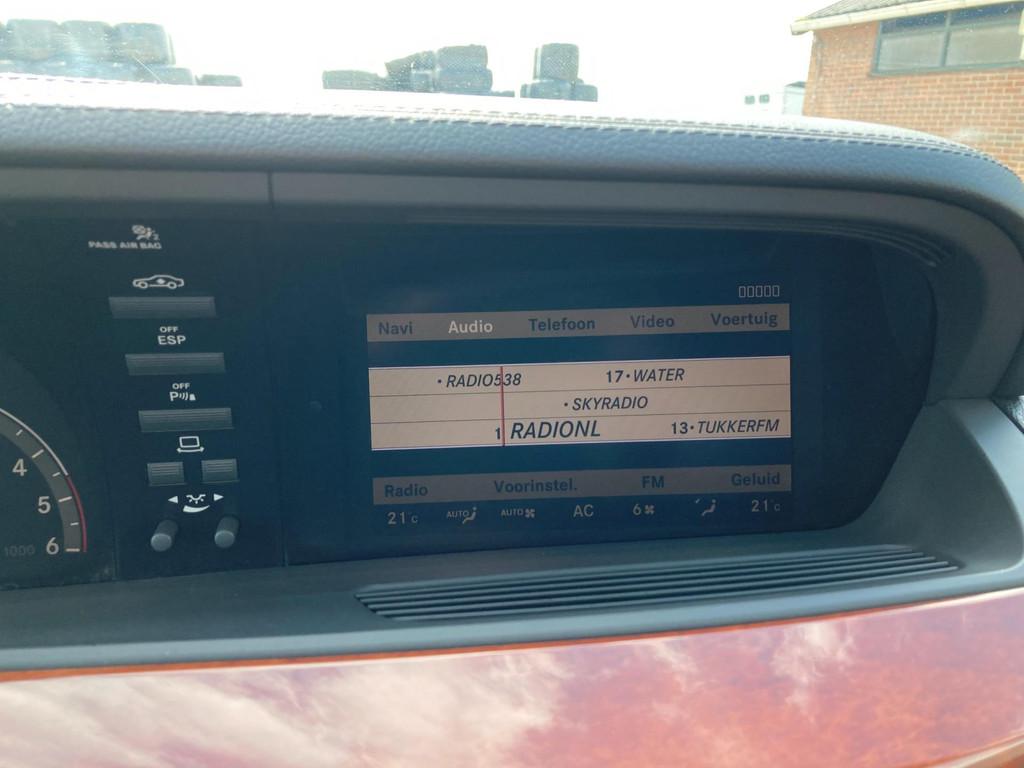 PASS AIR BAG
OFF
ESP
OFF
P
4
5
6
1000
Navi Audio Telefoon Video Voertuig
• RADIO538 17 • WATER
• SKYRADIO
1 RADIONL 13 • TUKKERFM
Radio Voorinstel. FM Geluid
21°C AUTO AUTO AC 6 21°C